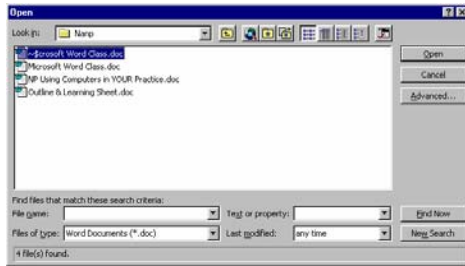 Open
Look in: Nanp
~$crosoft Word Class.doc
Microsoft Word Class.doc
NP Using Computers in YOUR Practice.doc
Outline & Learning Sheet.doc
Open
Cancel
Advanced...
Find files that match these search criteria:
File name: Text or property: Find Now
Files of type: Word Documents (*.doc) Last modified: any time New Search
4 file(s) found.